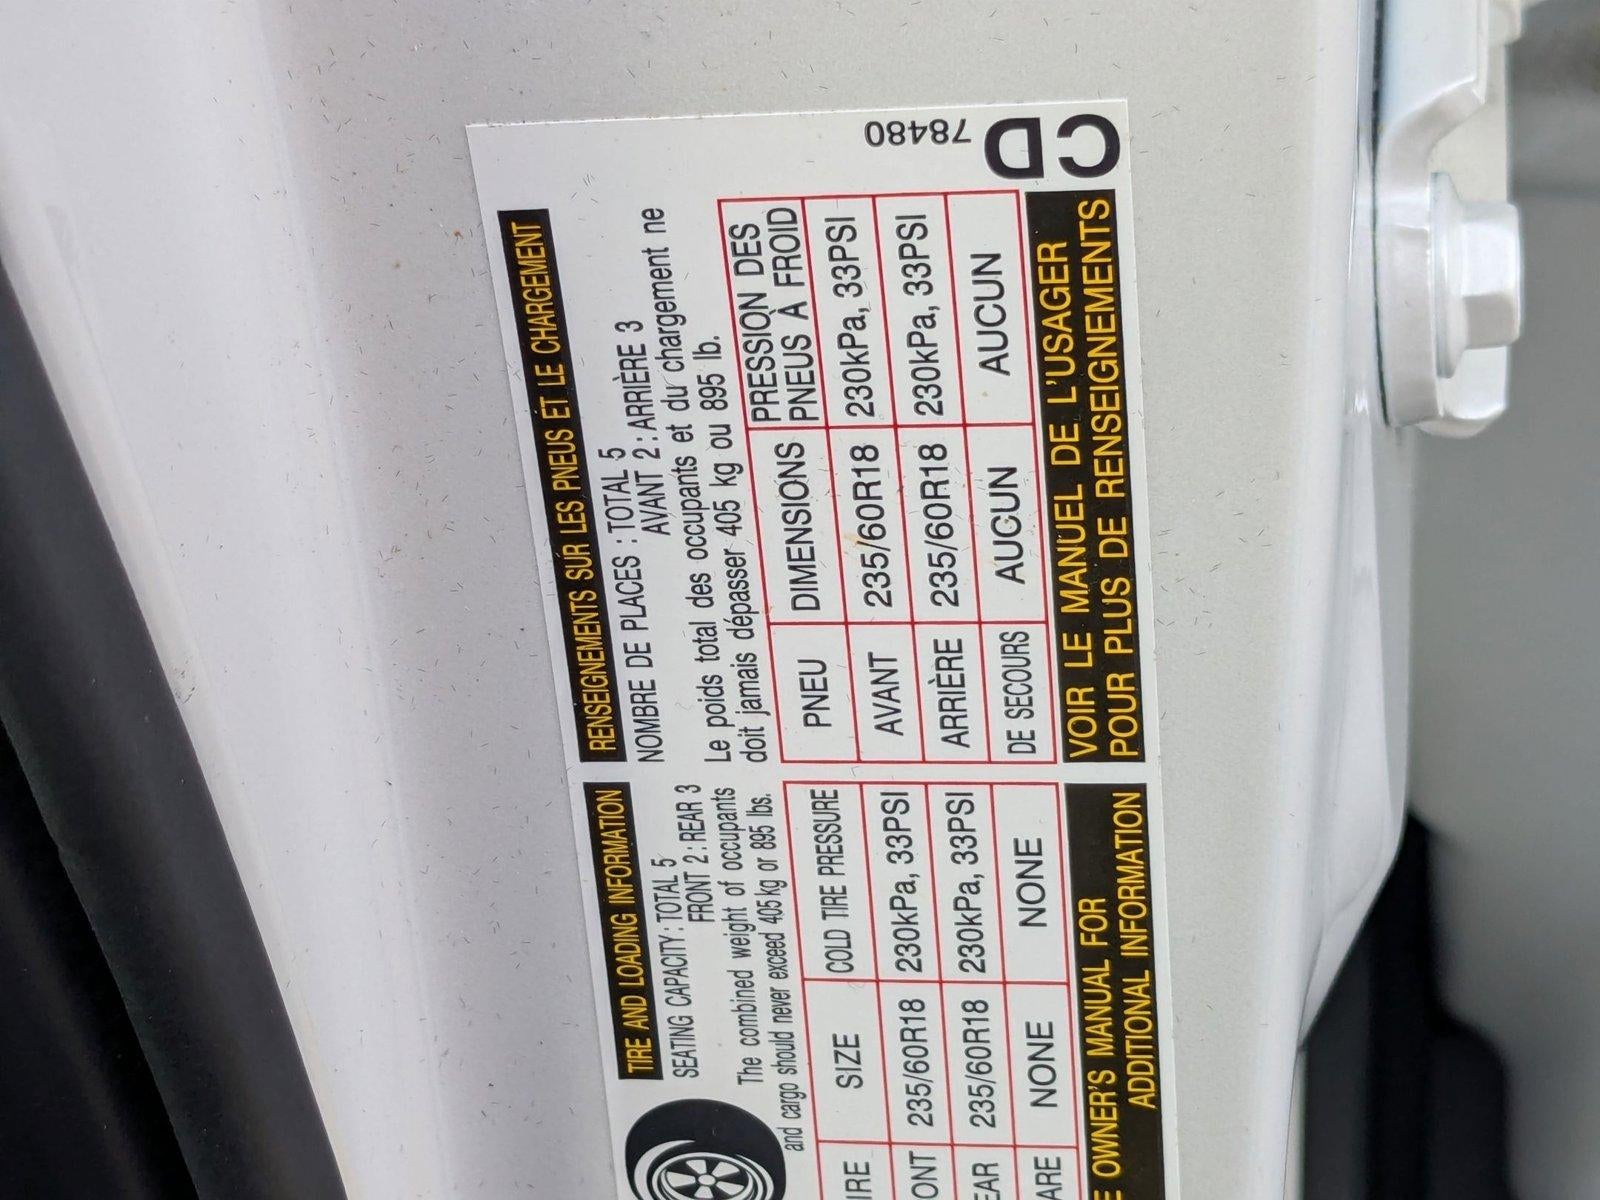 TIRE AND LOADING INFORMATION
SEATING CAPACITY: TOTAL 5
FRONT 2: REAR 3
The combined weight of occupants
and cargo should never exceed 405 kg or 895 lbs.
SIZE COLD TIRE PRESSURE
235/60R18 230kPa, 33PSI
235/60R18 230kPa, 33PSI
NONE NONE
OWNER'S MANUAL FOR
ADDITIONAL INFORMATION
RENSEIGNEMENTS SUR LES PNEUS ET LE CHARGEMENT
NOMBRE DE PLACES : TOTAL 5
AVANT 2: ARRIÈRE 3
Le poids total des occupants et du chargement ne
doit jamais dépasser 405 kg ou 895 lb.
PNEU DIMENSIONS PRESSION DES
PNEUS À FROID
AVANT 235/60R18 230kPa, 33PSI
ARRIÈRE 235/60R18 230kPa, 33PSI
DE SECOURS AUCUN AUCUN
VOIR LE MANUEL DE L'USAGER
POUR PLUS DE RENSEIGNEMENTS
78480
CD